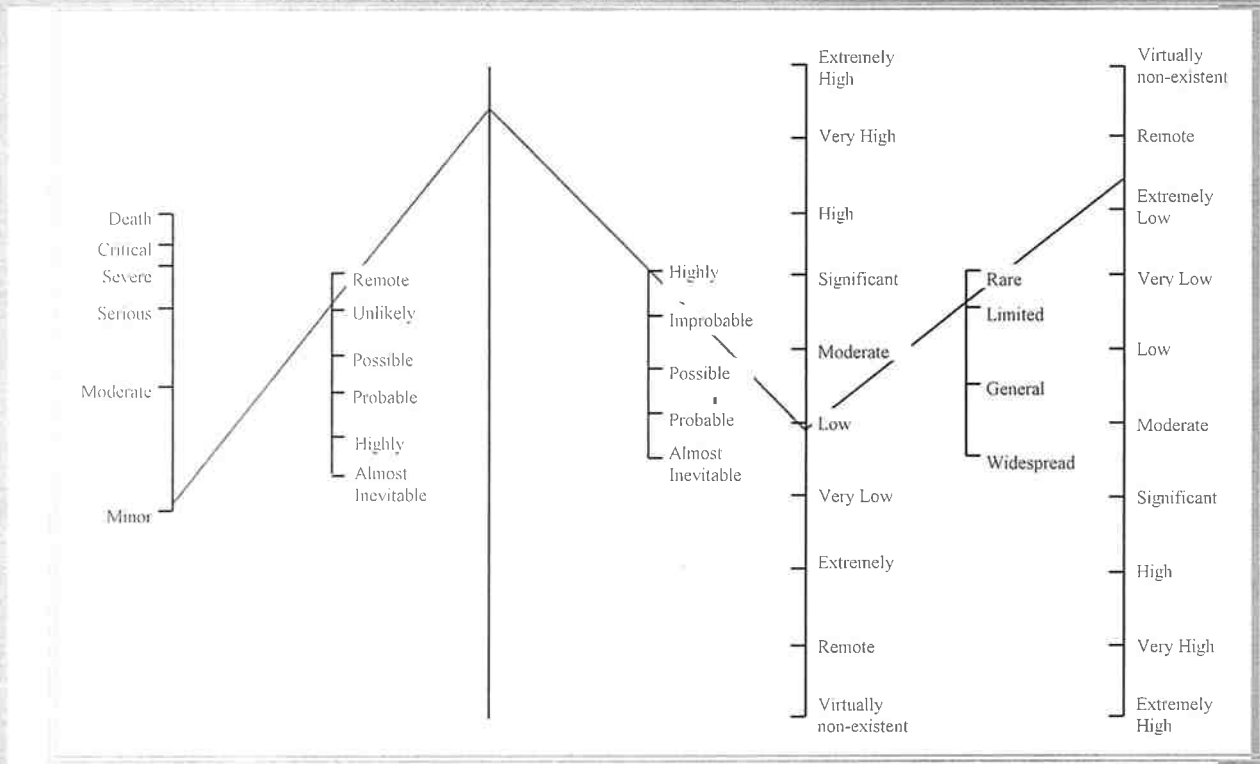 Death
Critical
Severe
Serious
Moderate
Minor
Remote
Unlikely
Possible
Probable
Highly
Almost
Inevitable
Highly
Improbable
Possible
Probable
Almost
Inevitable
Extremely
High
Very High
High
Significant
Moderate
Low
Very Low
Extremely
Remote
Virtually
non-existent
Rare
Limited
General
Widespread
Virtually
non-existent
Remote
Extremely
Low
Very Low
Low
Moderate
Significant
High
Very High
Extremely
High